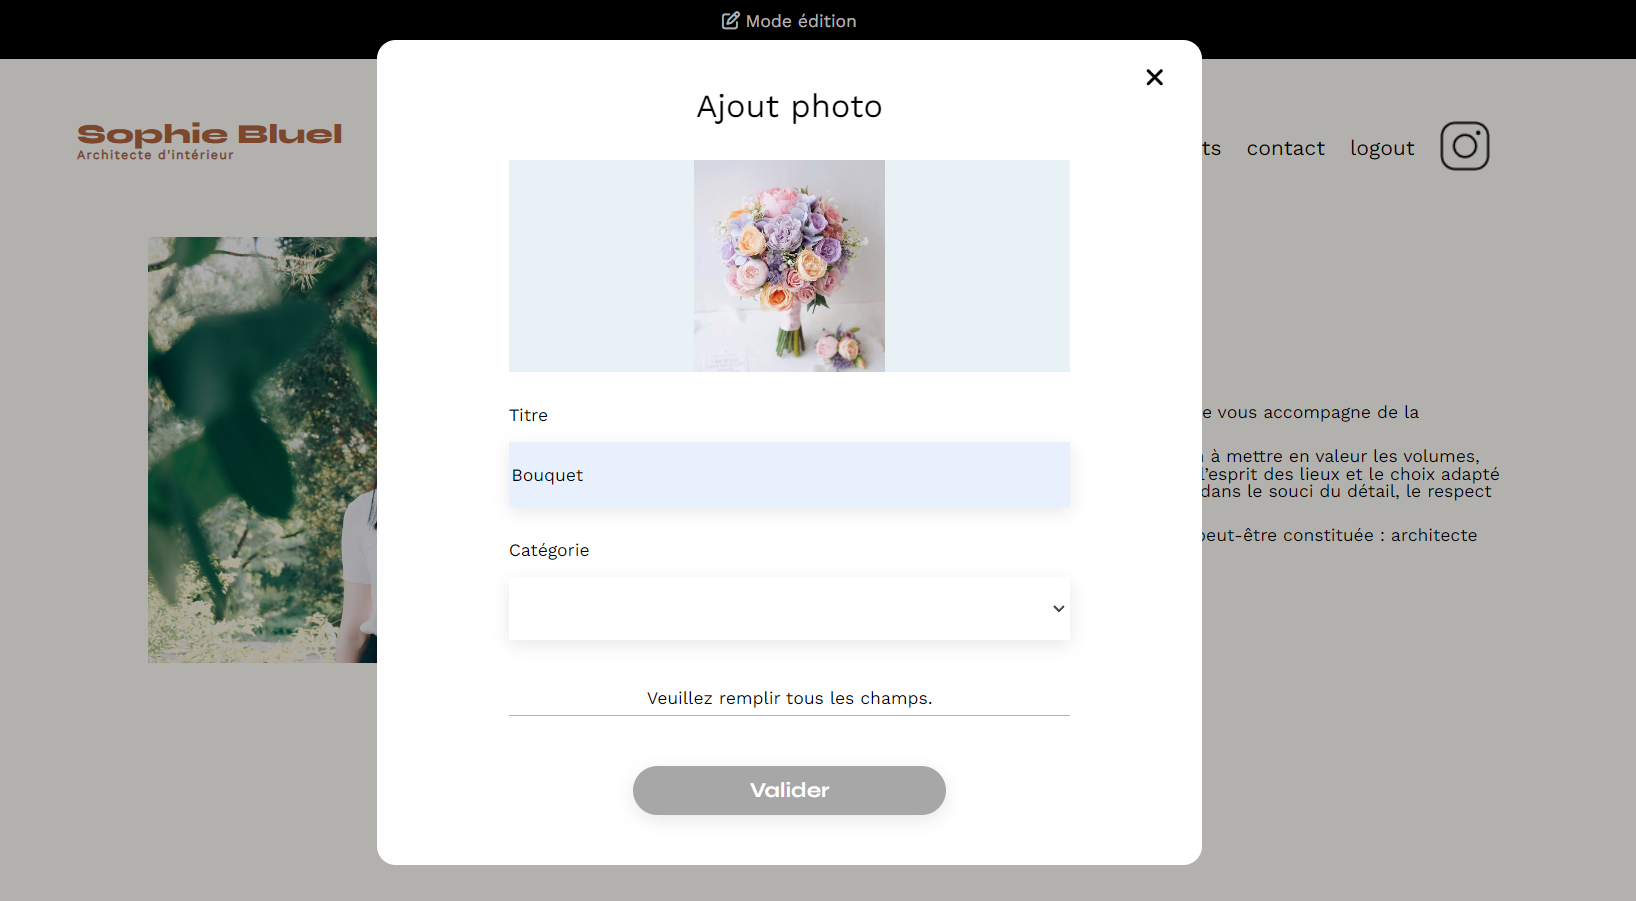 Mode édition
Ajout photo
Sophie Bluel
Architecte d'intérieur
contact
logout
Titre
Bouquet
Catégorie
Veuillez remplir tous les champs.
Valider
vous accompagne de la
à mettre en valeur les volumes,
l'esprit des lieux et le choix adapté
dans le souci du détail, le respect
peut-être constituée : architecte